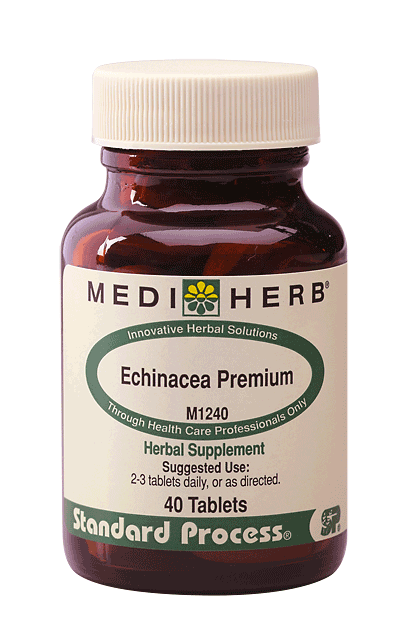 MEDI HERB®
Innovative Herbal Solutions
Echinacea Premium
M1240
Through Health Care Professionals Only
Herbal Supplement
Suggested Use:
2-3 tablets daily, or as directed.
40 Tablets
Standard Process® SP®